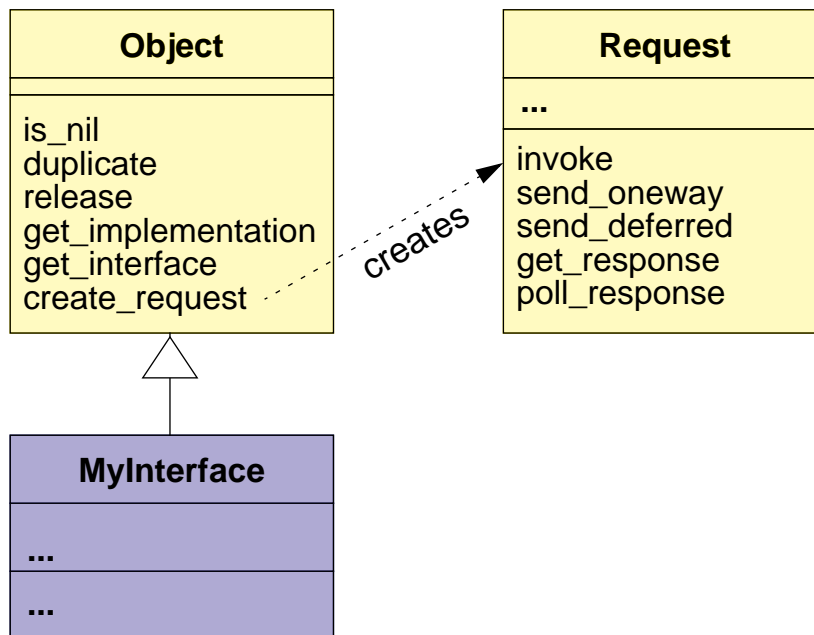 Object
is_nil
duplicate
release
get_implementation
get_interface
create_request
creates
Request
...
invoke
send_oneway
send_deferred
get_response
poll_response
MyInterface
...
...